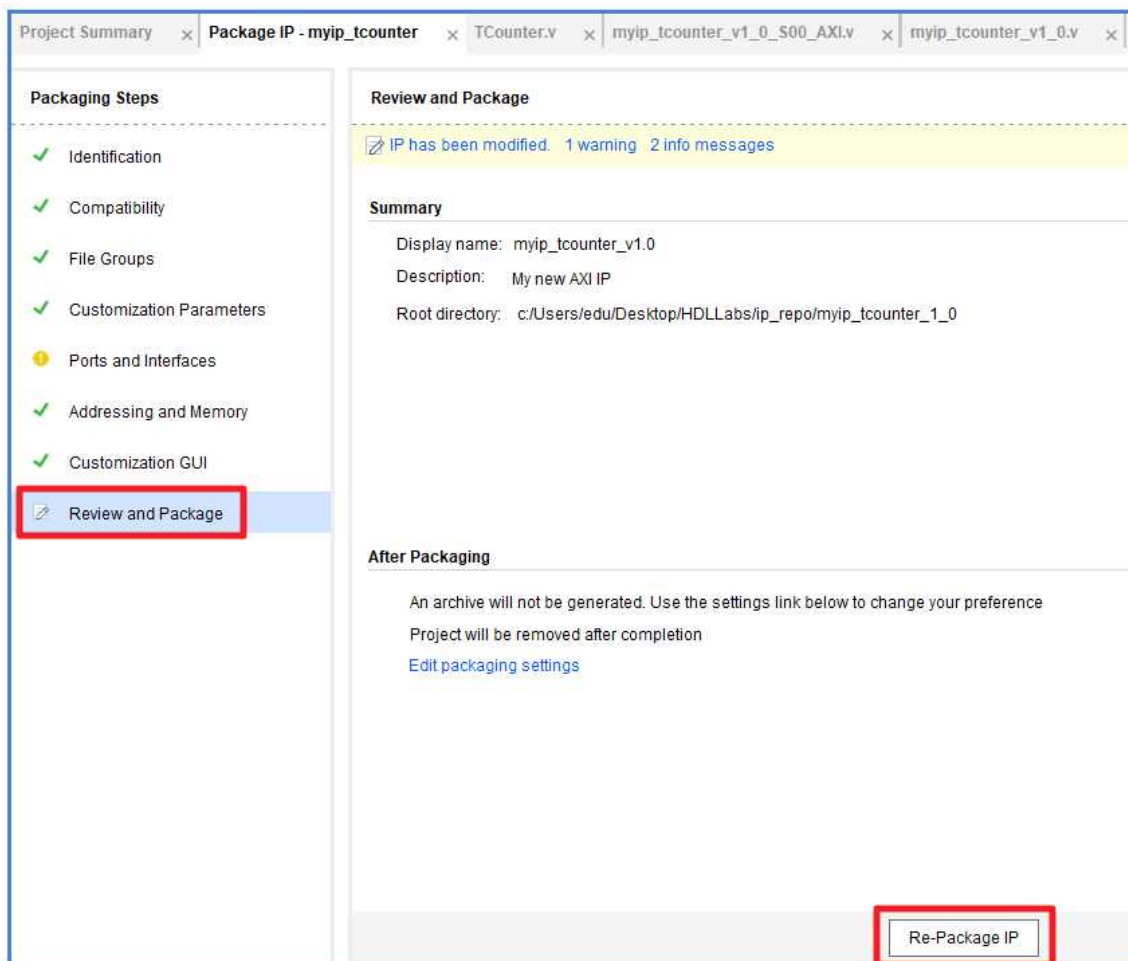 Project Summary Package IP - myip_tcounter TCounter.v myip_tcounter_v1_0_S00_AXI.v myip_tcounter_v1_0.v
Packaging Steps
Identification
Compatibility
File Groups
Customization Parameters
Ports and Interfaces
Addressing and Memory
Customization GUI
Review and Package
Review and Package
IP has been modified. 1 warning 2 info messages
Summary
Display name: myip_tcounter_v1.0
Description: My new AXI IP
Root directory: c:/Users/edu/Desktop/HDLLabs/ip_repo/myip_tcounter_1_0
After Packaging
An archive will not be generated. Use the settings link below to change your preference
Project will be removed after completion
Edit packaging settings
Re-Package IP